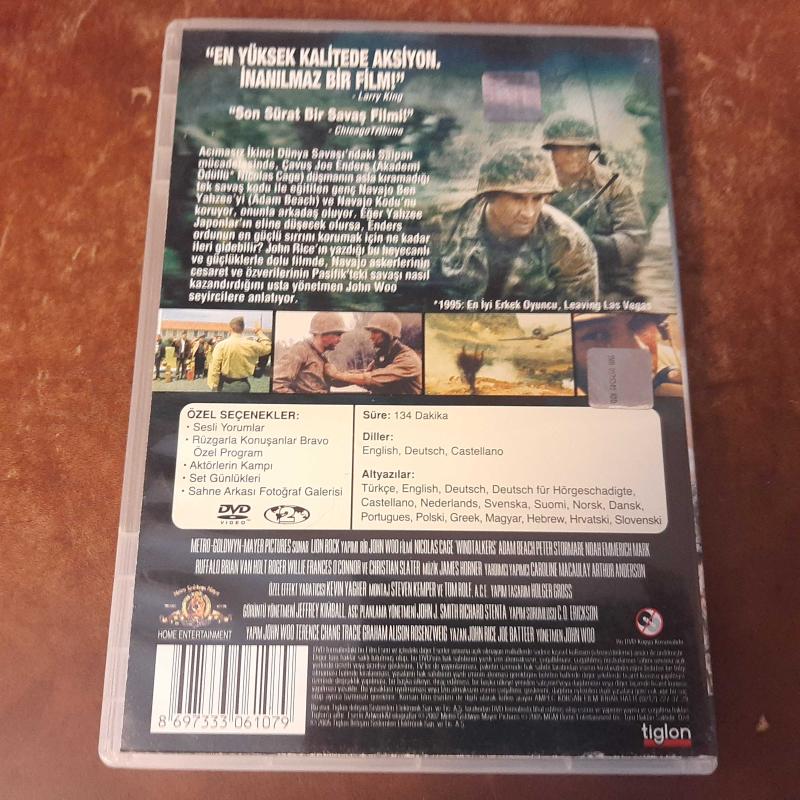 “EN YÜKSEK KALİTEDE AKSİYON,
İNANILMAZ BİR FİLM!”
- Larry King
“Son Sürat Bir Savaş Filmi!”
- ChicagoTribune
Acımasız İkinci Dünya Savaşı'ndaki Saipan
mücadelesinde, Çavuş Joe Enders (Akademi
Ödüllü* Nicolas Cage) düşmanın asla kıramadığı
tek savaş kodu ile eğitilen genç Navajo Ben
Yahzee'yi (Adam Beach) ve Navajo Kodu'nu
koruyor, onunla arkadaş oluyor. Eğer Yahzee
Japonlar'ın eline düşecek olursa, Enders
ordunun en güçlü sırrını korumak için ne kadar
ileri gidebilir? John Rice'ın yazdığı bu heyecanlı
ve güçlüklerle dolu filmde, Navajo askerlerinin
cesaret ve özverilerinin Pasifik'teki savaşı nasıl
kazandırdığını usta yönetmen John Woo
seyircilere anlatıyor.
*1995: En İyi Erkek Oyuncu, Leaving Las Vegas
ÖZEL SEÇENEKLER:
• Sesli Yorumlar
• Rüzgarla Konuşanlar Bravo
Özel Program
• Aktörlerin Kampı
• Set Günlükleri
• Sahne Arkası Fotoğraf Galerisi
DVD
VIDEO
2
Süre: 134 Dakika
Diller:
English, Deutsch, Castellano
Altyazılar:
Türkçe, English, Deutsch, Deutsch für Hörgeschadigte,
Castellano, Nederlands, Svenska, Suomi, Norsk, Dansk,
Portugues, Polski, Greek, Magyar, Hebrew, Hrvatski, Slovenski
METRO-GOLDWYN-MAYER PICTURES SUNAR LION ROCK YAPIMI BİR JOHN WOO FİLMİ NICOLAS CAGE "WINDTALKERS" ADAM BEACH PETER STORMARE NOAH EMMERICH MARK
RUFFALO BRIAN VAN HOLT ROGER WILLIE FRANCES O'CONNOR VE CHRISTIAN SLATER MÜZİK JAMES HORNER YARDIMCI YAPIMCI CAROLINE MACAULAY ARTHUR ANDERSON
ÖZEL EFEKT YARATICISI KEVIN YAGHER MONTAJ STEVEN KEMPER VE TOM ROLF A.C.E. YAPIM TASARIMI HOLGER GROSS
GÖRÜNTÜ YÖNETMENİ JEFFREY KIMBALL, ASC PLANLAMA YÖNETMENİ JOHN J. SMITH RICHARD STENTA YAPIM SORUMLUSU C.O. ERICKSON
YAPIM JOHN WOO TERENCE CHANG TRACIE GRAHAM ALISON ROSENZWEIG YAZAN JOHN RICE, JOE BATTEER YÖNETMEN JOHN WOO
HOME ENTERTAINMENT
Bu DVD Kopya Korumalıdır
8 697333 061079
tiglon